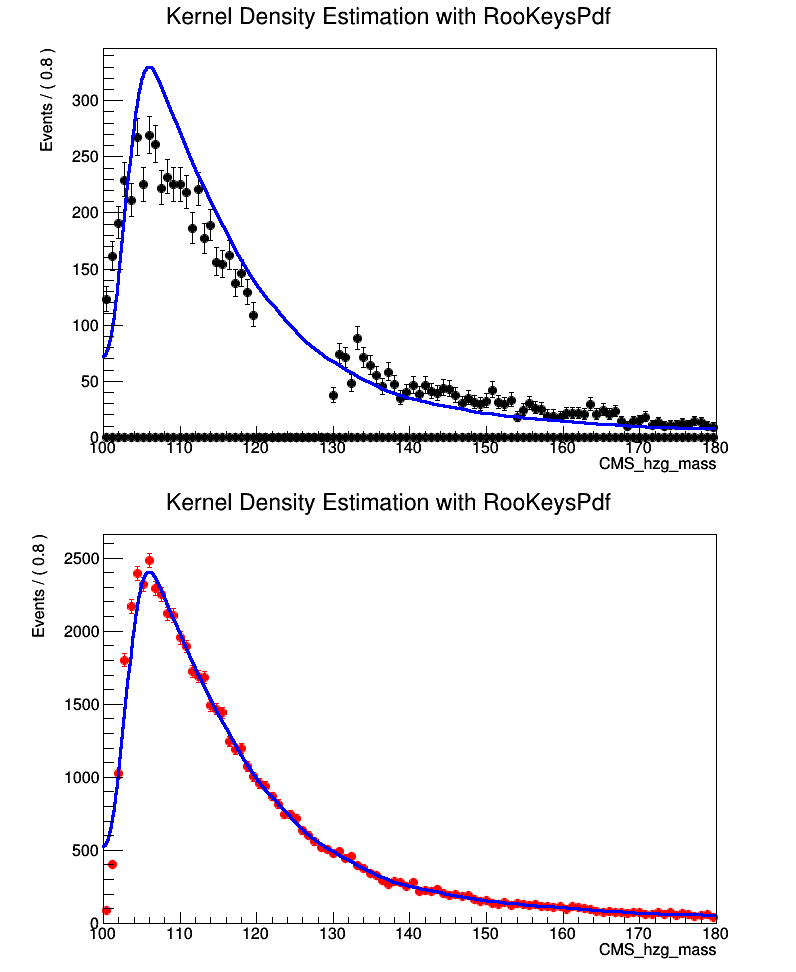 Kernel Density Estimation with RooKeysPdf
Events / ( 0.8 )
300
250
200
150
100
50
0
100 110 120 130 140 150 160 170 180
CMS_hzg_mass
Kernel Density Estimation with RooKeysPdf
Events / ( 0.8 )
2500
2000
1500
1000
500
0
100 110 120 130 140 150 160 170 180
CMS_hzg_mass